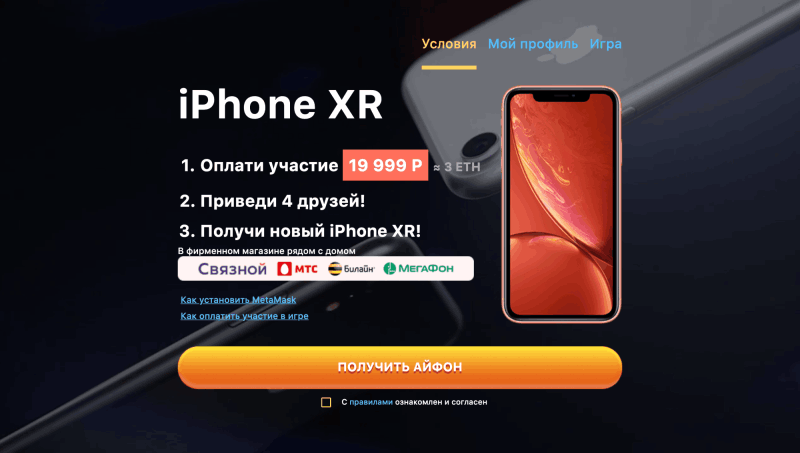 Условия Мой профиль Игра
iPhone XR
1. Оплати участие 19 999 Р ≈ 3 ETH
2. Приведи 4 друзей!
3. Получи новый iPhone XR!
В фирменном магазине рядом с домом
Связной МТС Билайн МЕГАФОН
Как установить MetaMask
Как оплатить участие в игре
ПОЛУЧИТЬ АЙФОН
С правилами ознакомлен и согласен